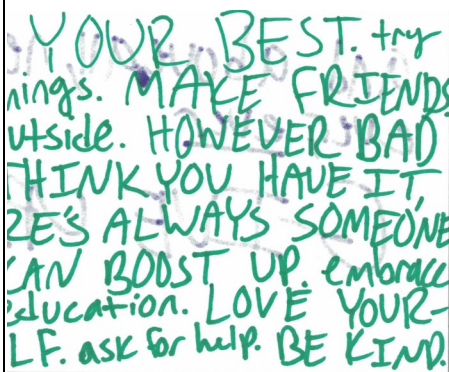 YOUR BEST. try
nings. MAKE FRIENDS
utside. HOWEVER BAD
THINK YOU HAVE IT,
RE'S ALWAYS SOMEONE
CAN BOOST UP. embrace
education. LOVE YOUR-
LF. ask for help. BE KIND.